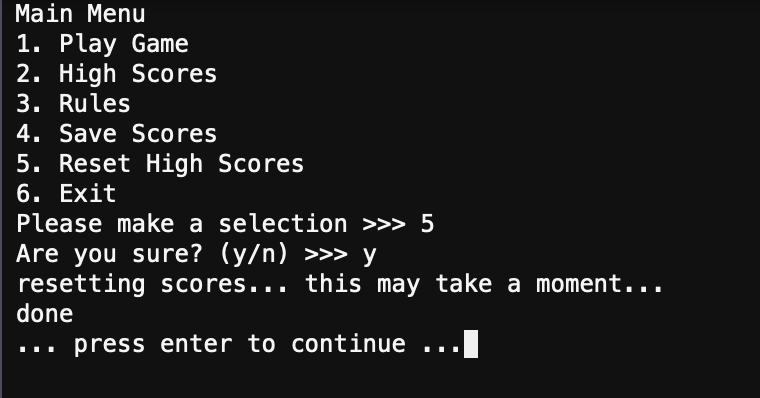 Main Menu
1. Play Game
2. High Scores
3. Rules
4. Save Scores
5. Reset High Scores
6. Exit
Please make a selection >>> 5
Are you sure? (y/n) >>> y
resetting scores... this may take a moment...
done
... press enter to continue ...